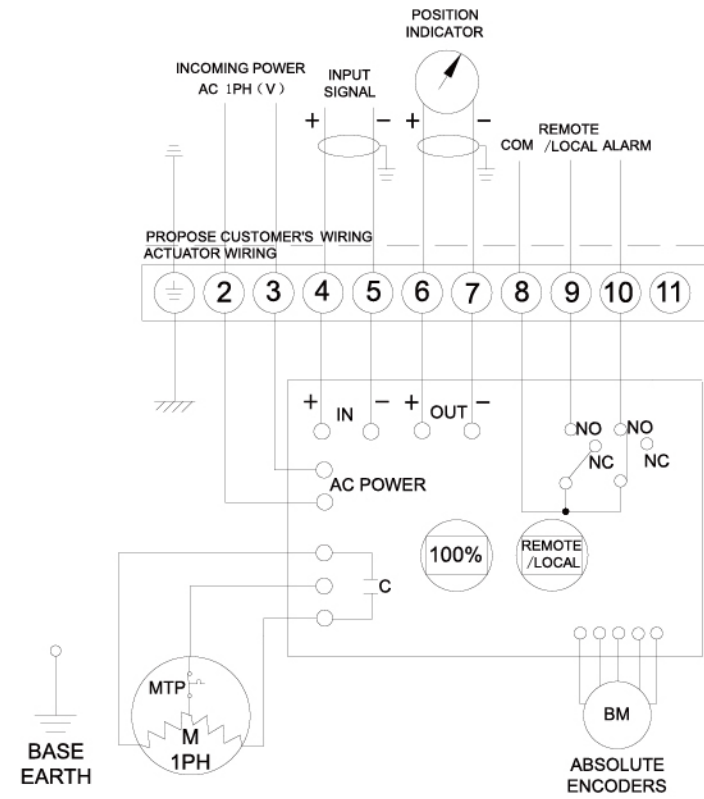 POSITION
INDICATOR
INCOMING POWER
AC 1PH (V)
INPUT
SIGNAL
+ − + −
COM REMOTE
/LOCAL ALARM
PROPOSE CUSTOMER'S WIRING
ACTUATOR WIRING
2 3 4 5 6 7 8 9 10 11
+ IN − + OUT −
NO NO
NC NC
AC POWER
100%
REMOTE
/LOCAL
C
MTP
M
1PH
BM
BASE
EARTH
ABSOLUTE
ENCODERS